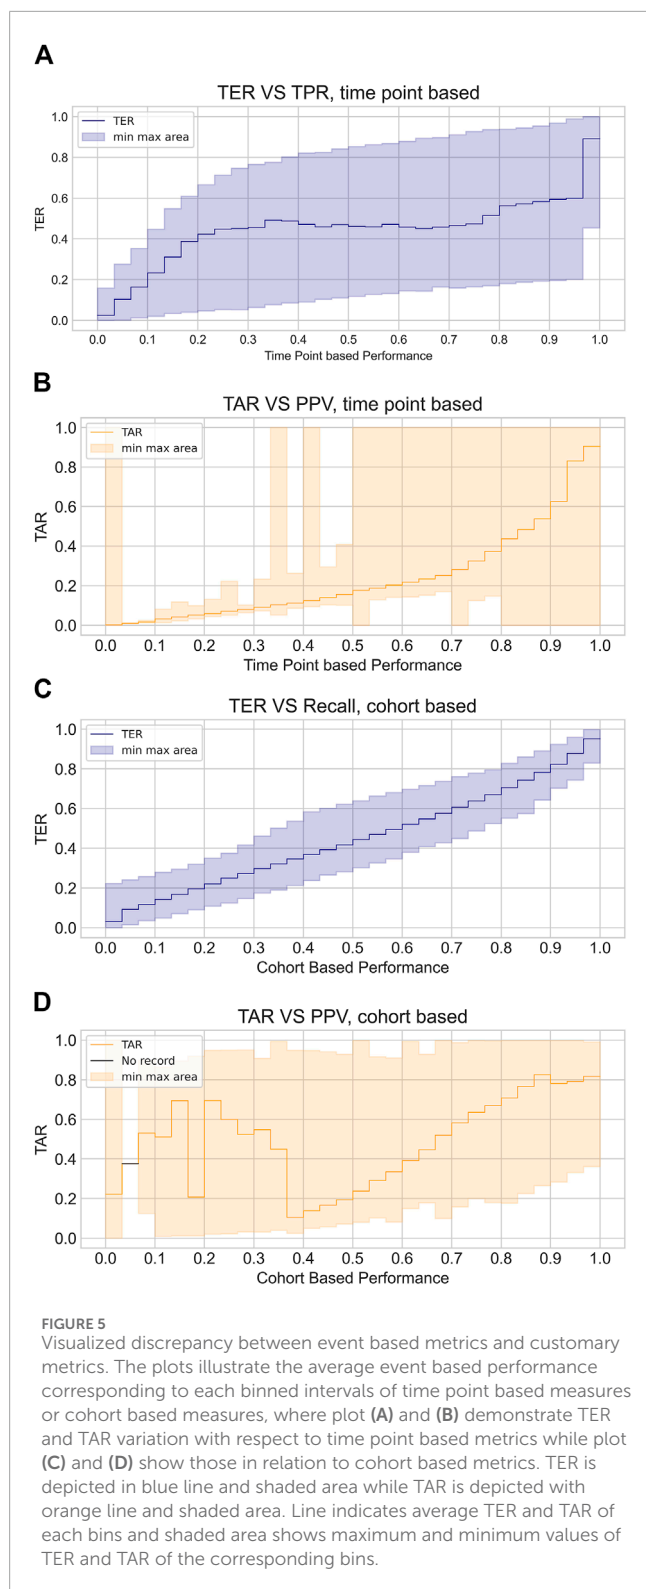 A
TER VS TPR, time point based
TER
min max area
1.0
0.8
0.6
0.4
0.2
0.0
TER
0.0 0.1 0.2 0.3 0.4 0.5 0.6 0.7 0.8 0.9 1.0
Time Point based Performance
B
TAR VS PPV, time point based
TAR
min max area
1.0
0.8
0.6
0.4
0.2
0.0
TAR
0.0 0.1 0.2 0.3 0.4 0.5 0.6 0.7 0.8 0.9 1.0
Time Point based Performance
C
TER VS Recall, cohort based
TER
min max area
1.0
0.8
0.6
0.4
0.2
0.0
TER
0.0 0.1 0.2 0.3 0.4 0.5 0.6 0.7 0.8 0.9 1.0
Cohort Based Performance
D
TAR VS PPV, cohort based
TAR
No record
min max area
1.0
0.8
0.6
0.4
0.2
0.0
TAR
0.0 0.1 0.2 0.3 0.4 0.5 0.6 0.7 0.8 0.9 1.0
Cohort Based Performance
FIGURE 5
Visualized discrepancy between event based metrics and customary
metrics. The plots illustrate the average event based performance
corresponding to each binned intervals of time point based measures
or cohort based measures, where plot (A) and (B) demonstrate TER
and TAR variation with respect to time point based metrics while plot
(C) and (D) show those in relation to cohort based metrics. TER is
depicted in blue line and shaded area while TAR is depicted with
orange line and shaded area. Line indicates average TER and TAR of
each bins and shaded area shows maximum and minimum values of
TER and TAR of the corresponding bins.